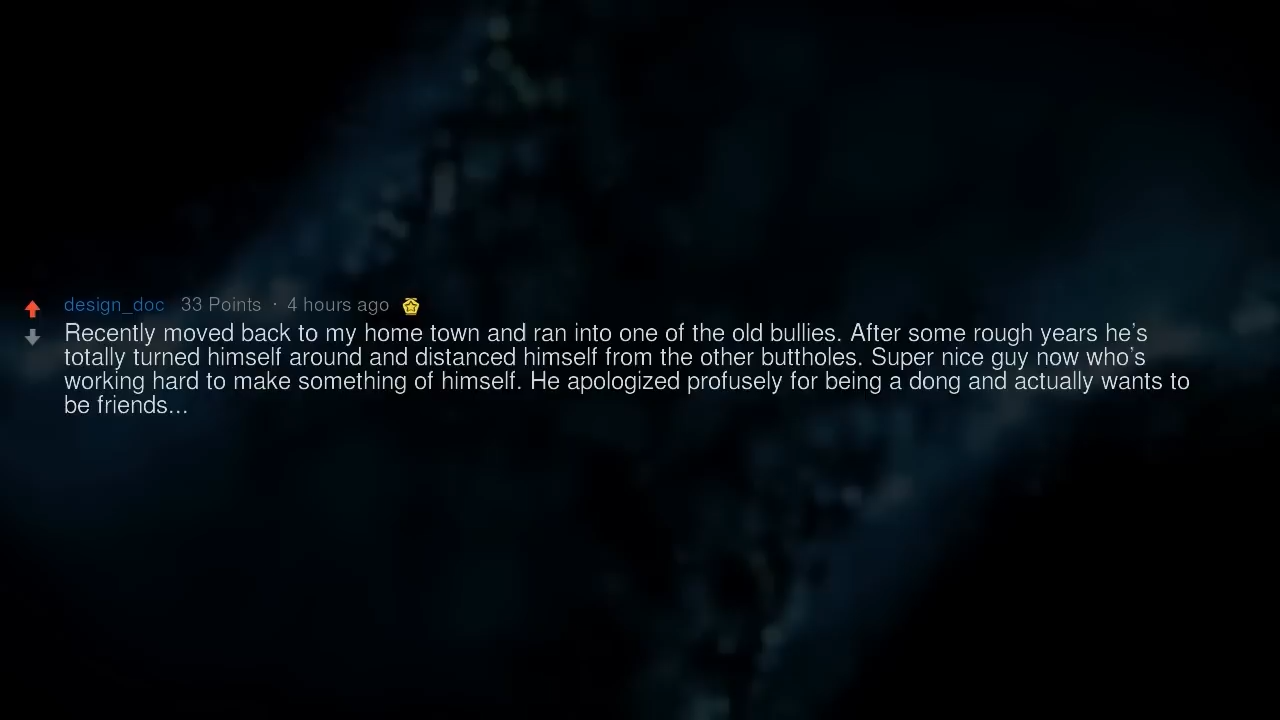 design_doc 33 Points · 4 hours ago
Recently moved back to my home town and ran into one of the old bullies. After some rough years he’s
totally turned himself around and distanced himself from the other buttholes. Super nice guy now who’s
working hard to make something of himself. He apologized profusely for being a dong and actually wants to
be friends...